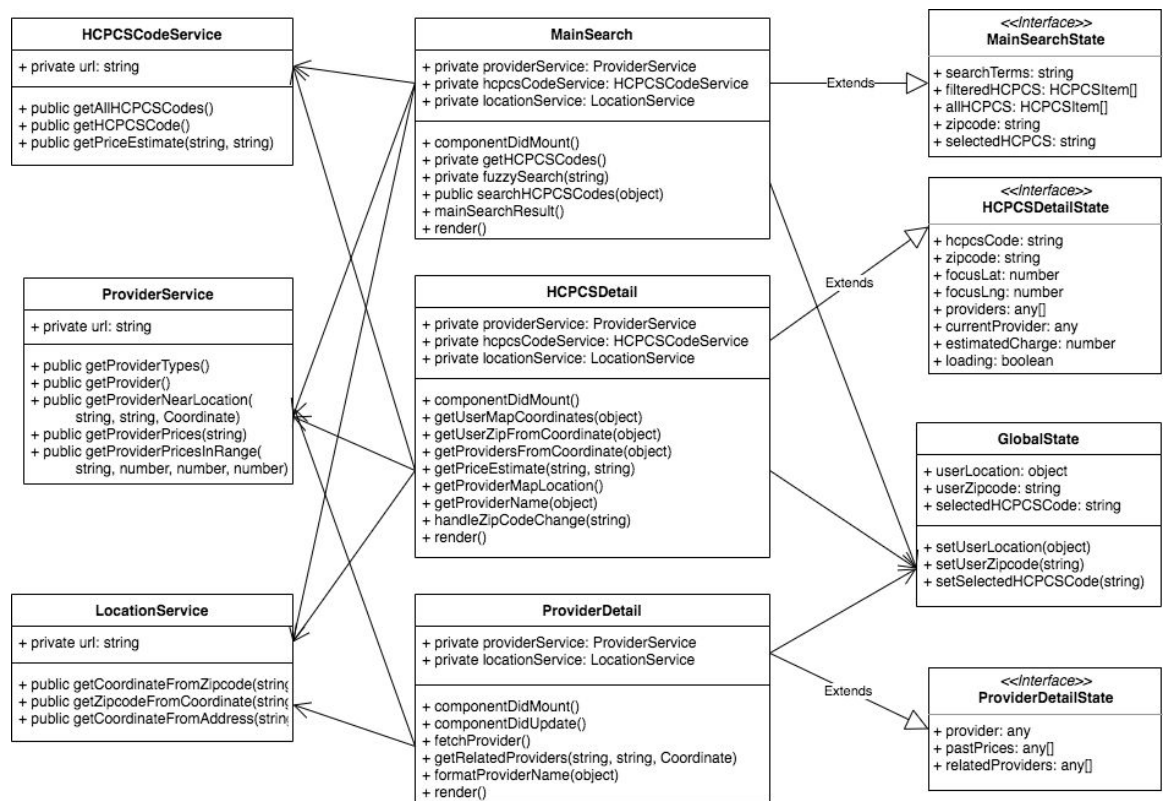 HCPCSCodeService
+ private url: string
+ public getAllHCPCSCodes()
+ public getHCPCSCode()
+ public getPriceEstimate(string, string)
ProviderService
+ private url: string
+ public getProviderTypes()
+ public getProvider()
+ public getProviderNearLocation(
string, string, Coordinate)
+ public getProviderPrices(string)
+ public getProviderPricesInRange(
string, number, number, number)
LocationService
+ private url: string
+ public getCoordinateFromZipcode(string
+ public getZipcodeFromCoordinate(string
+ public getCoordinateFromAddress(string
MainSearch
+ private providerService: ProviderService
+ private hcpcsCodeService: HCPCSCodeService
+ private locationService: LocationService
+ componentDidMount()
+ private getHCPCSCodes()
+ private fuzzySearch(string)
+ public searchHCPCSCodes(object)
+ mainSearchResult()
+ render()
HCPCSDetail
+ private providerService: ProviderService
+ private hcpcsCodeService: HCPCSCodeService
+ private locationService: LocationService
+ componentDidMount()
+ getUserMapCoordinates(object)
+ getUserZipFromCoordinate(object)
+ getProvidersFromCoordinate(object)
+ getPriceEstimate(string, string)
+ getProviderMapLocation()
+ getProviderName(object)
+ handleZipCodeChange(string)
+ render()
ProviderDetail
+ private providerService: ProviderService
+ private locationService: LocationService
+ componentDidMount()
+ componentDidUpdate()
+ fetchProvider()
+ getRelatedProviders(string, string, Coordinate)
+ formatProviderName(object)
+ render()
Extends
Extends
Extends
<<Interface>>
MainSearchState
+ searchTerms: string
+ filteredHCPCS: HCPCSItem[]
+ allHCPCS: HCPCSItem[]
+ zipcode: string
+ selectedHCPCS: string
<<Interface>>
HCPCSDetailState
+ hcpcsCode: string
+ zipcode: string
+ focusLat: number
+ focusLng: number
+ providers: any[]
+ currentProvider: any
+ estimatedCharge: number
+ loading: boolean
GlobalState
+ userLocation: object
+ userZipcode: string
+ selectedHCPCSCode: string
+ setUserLocation(object)
+ setUserZipcode(string)
+ setSelectedHCPCSCode(string)
<<Interface>>
ProviderDetailState
+ provider: any
+ pastPrices: any[]
+ relatedProviders: any[]